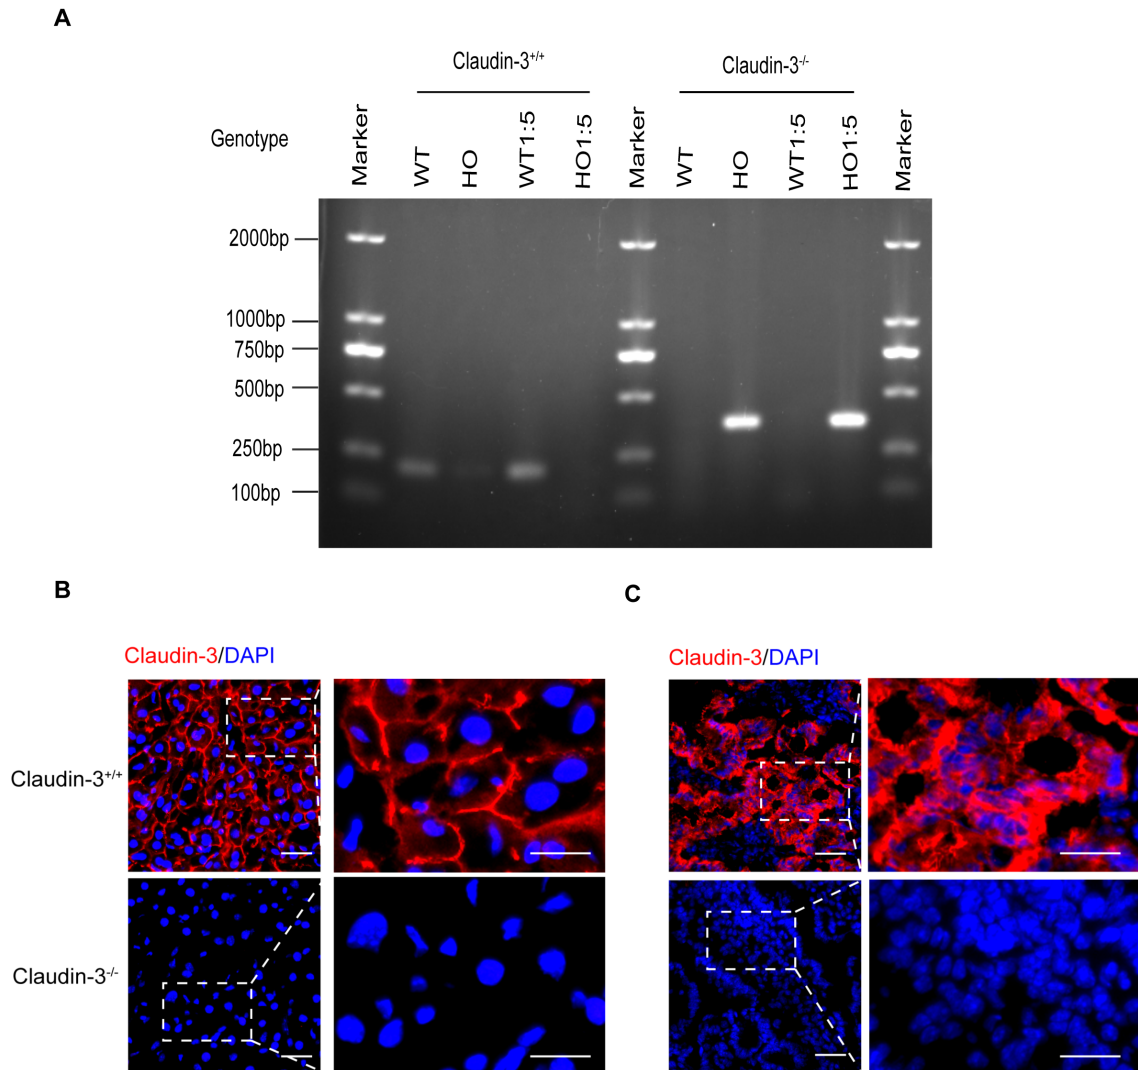 A
Claudin-3+/+
Claudin-3-/-
Genotype
Marker
WT
HO
WT1:5
HO1:5
Marker
WT
HO
WT1:5
HO1:5
Marker
2000bp
1000bp
750bp
500bp
250bp
100bp
B
C
Claudin-3/DAPI
Claudin-3/DAPI
Claudin-3+/+
Claudin-3-/-